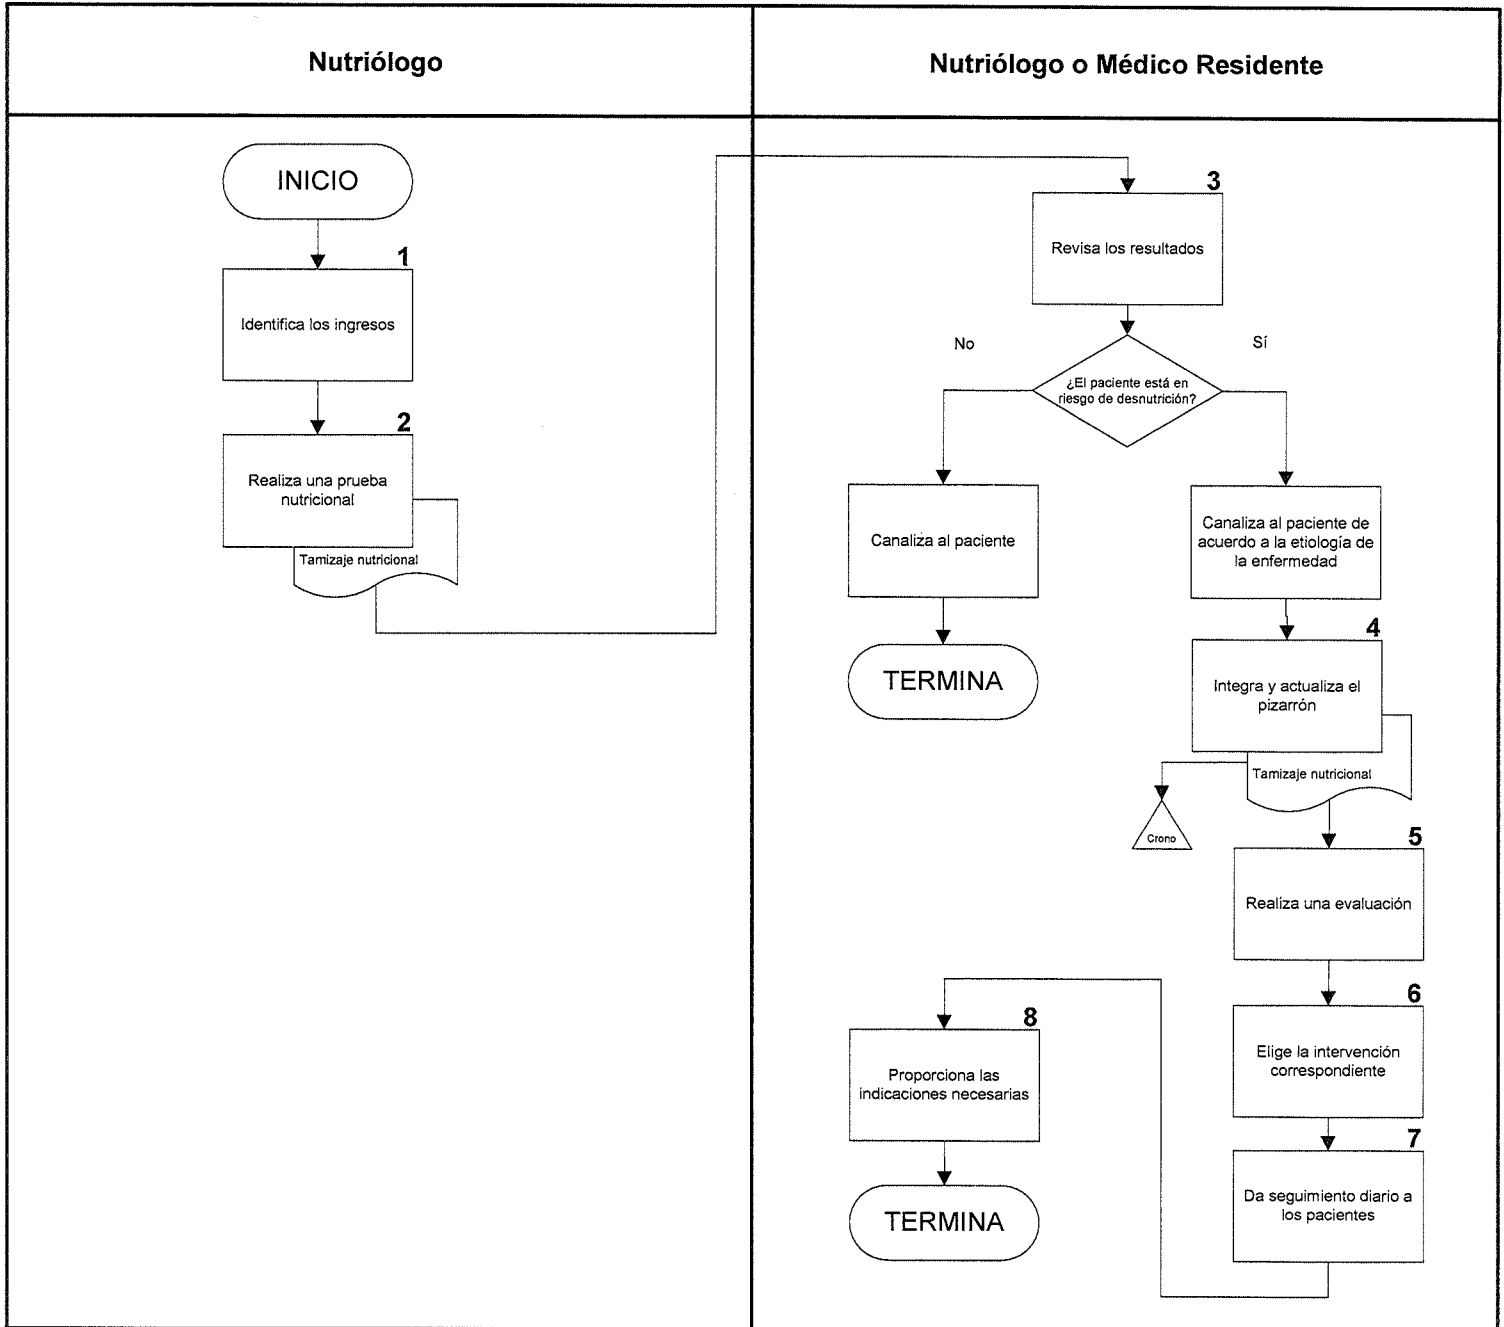 Nutriólogo
Nutriólogo o Médico Residente
INICIO
1
Identifica los ingresos
2
Realiza una prueba
nutricional
Tamizaje nutricional
3
Revisa los resultados
No
Sí
¿El paciente está en
riesgo de desnutrición?
Canaliza al paciente
TERMINA
Canaliza al paciente de
acuerdo a la etiología de
la enfermedad
4
Integra y actualiza el
pizarrón
Tamizaje nutricional
Crono
5
Realiza una evaluación
6
Elige la intervención
correspondiente
7
Da seguimiento diario a
los pacientes
8
Proporciona las
indicaciones necesarias
TERMINA